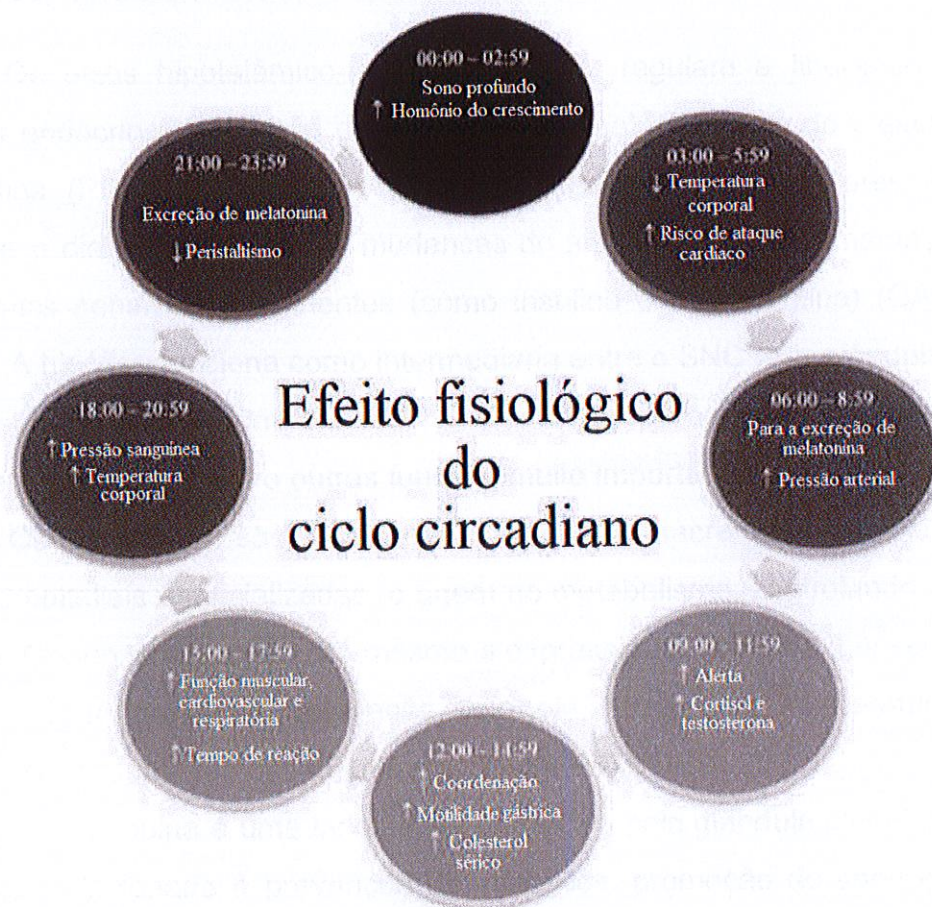 00:00 – 02:59
Sono profundo
↑ Homônio do crescimento
03:00 – 5:59
↓ Temperatura
corporal
↑ Risco de ataque
cardíaco
06:00 – 8:59
Para a excreção de
melatonina
↑ Pressão arterial
09:00 – 11:59
↑ Alerta
↑ Cortisol e
testosterona
12:00 – 14:59
↑ Coordenação
↑ Motilidade gástrica
↑ Colesterol
sérico
15:00 – 17:59
↑ Função muscular,
cardiovascular e
respiratória
↑ Tempo de reação
18:00 – 20:59
↑ Pressão sanguínea
↑ Temperatura
corporal
21:00 – 23:59
Excreção de melatonina
↓ Peristaltismo
Efeito fisiológico
do
ciclo circadiano